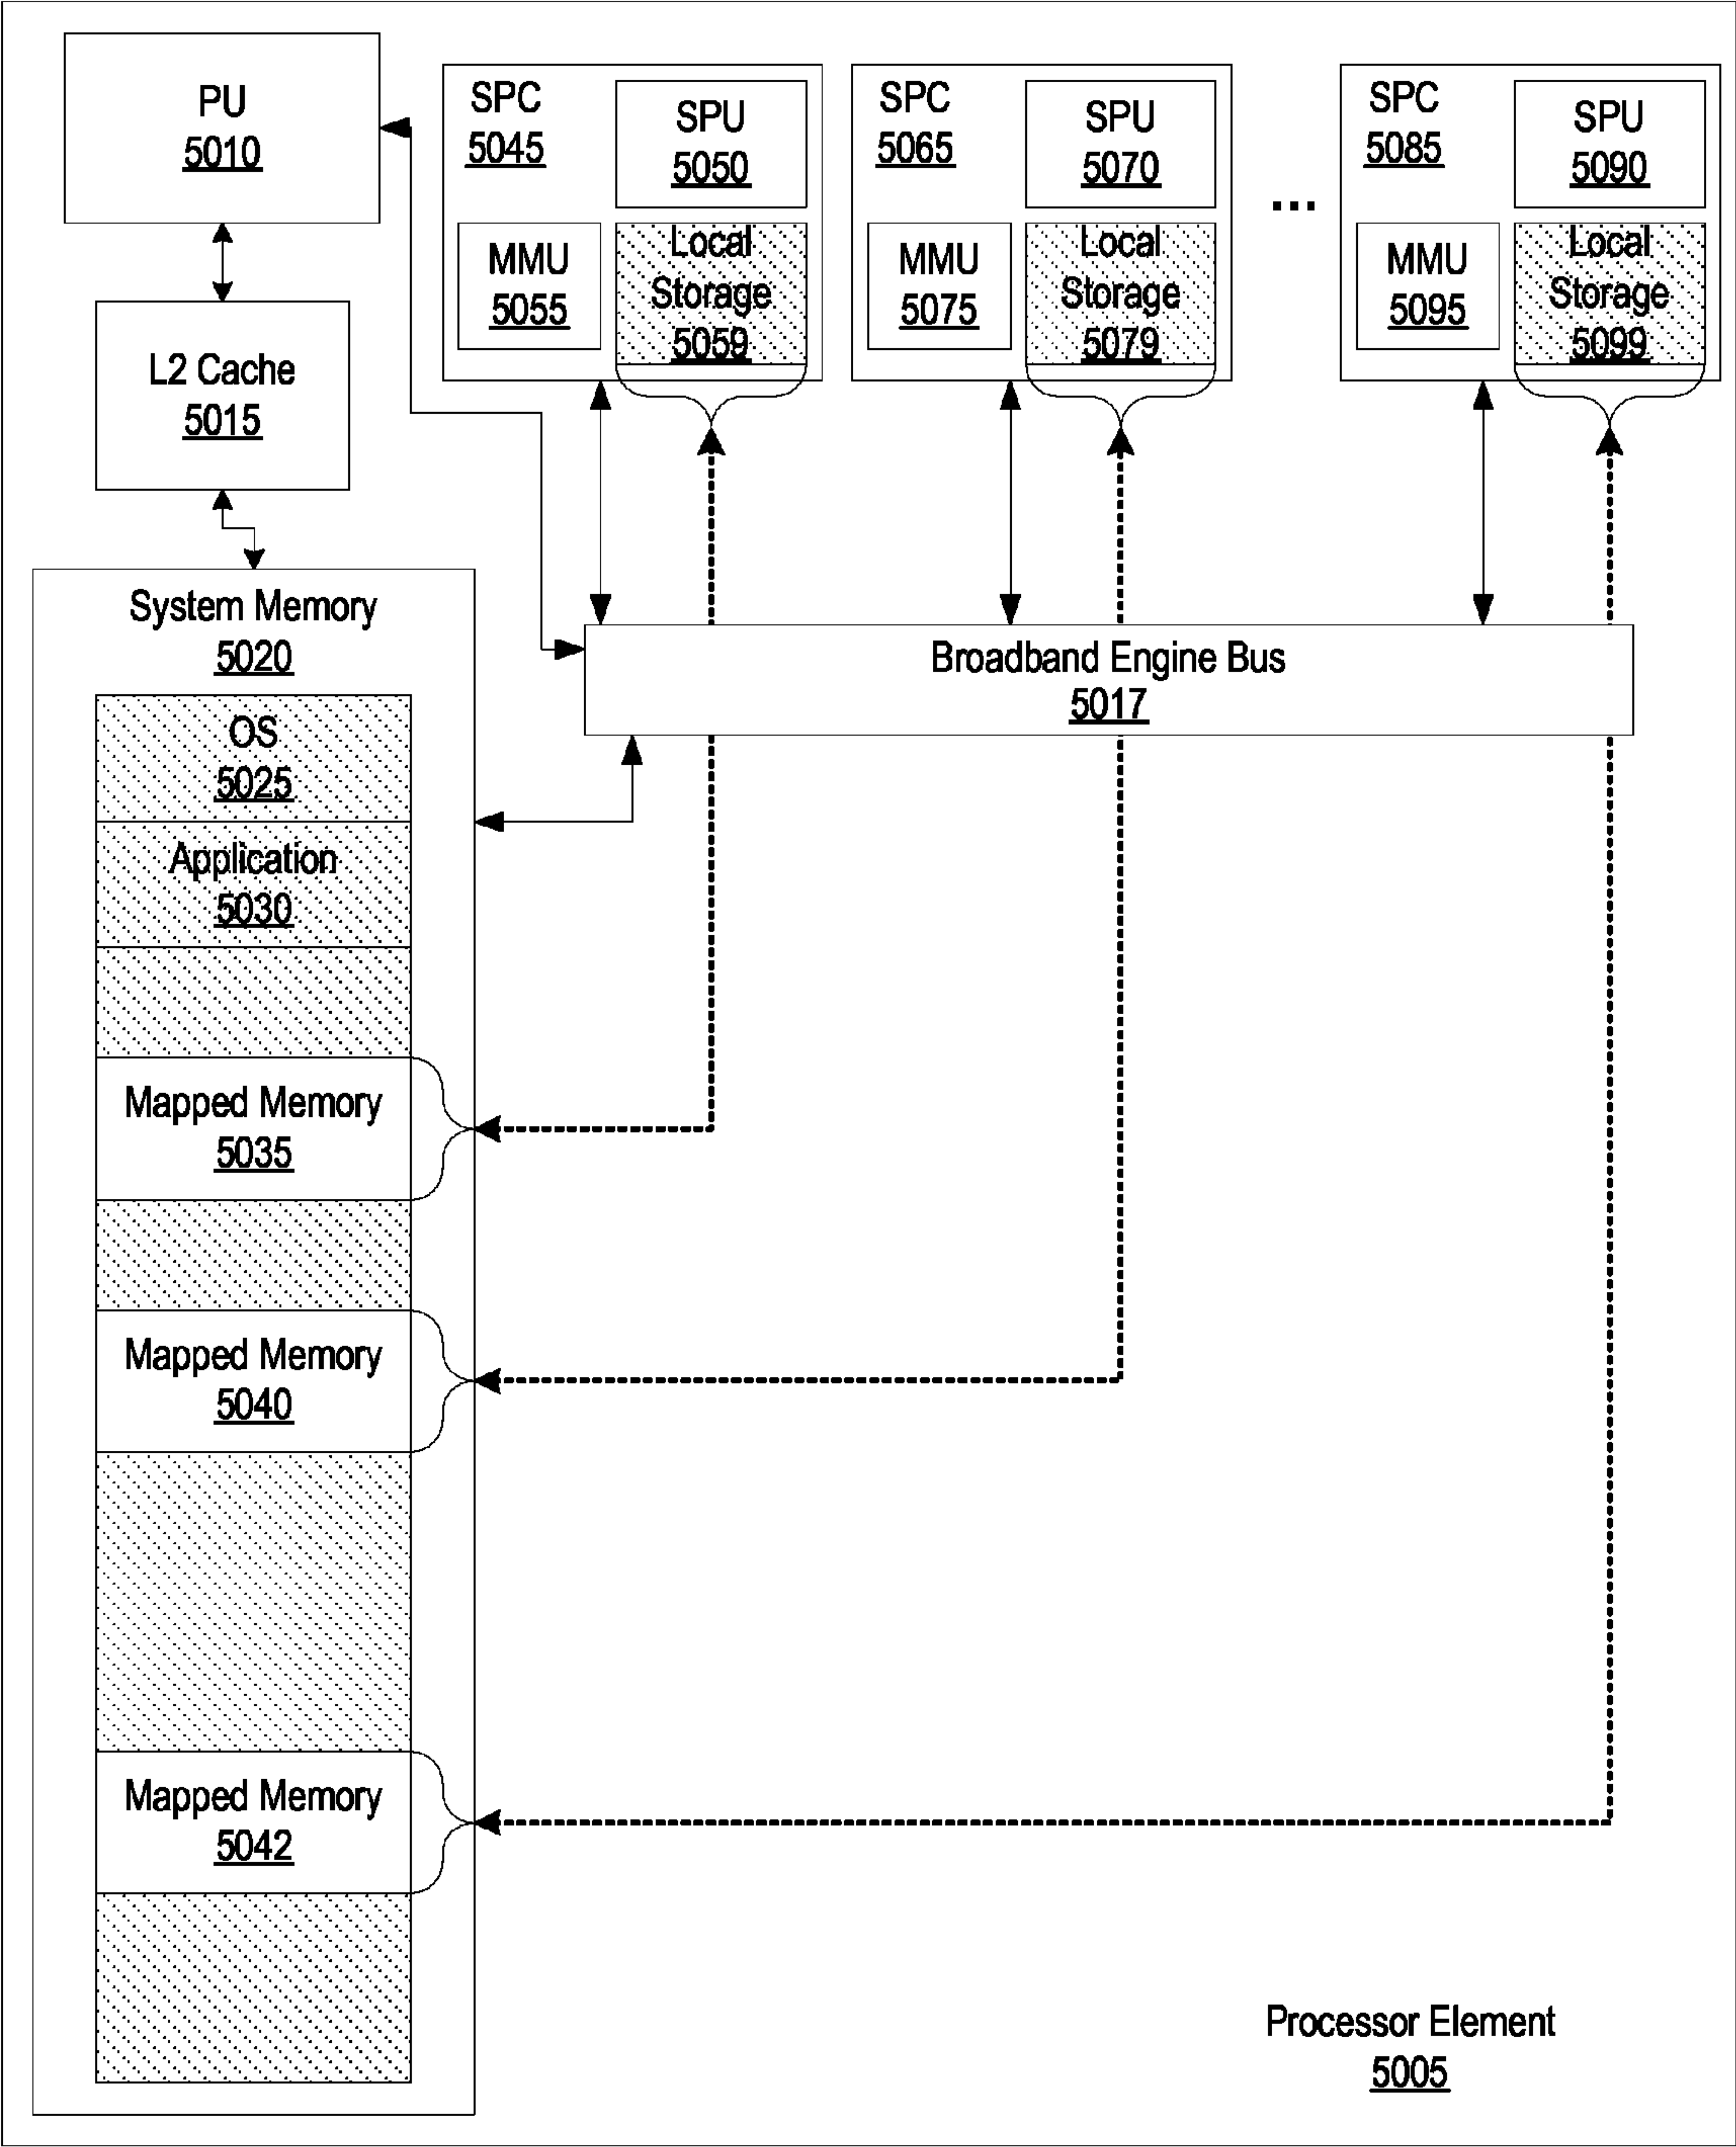 PU
5010
SPC
5045
SPU
5050
MMU
5055
Local
Storage
5059
SPC
5065
SPU
5070
MMU
5075
Local
Storage
5079
...
SPC
5085
SPU
5090
MMU
5095
Local
Storage
5099
L2 Cache
5015
System Memory
5020
Broadband Engine Bus
5017
OS
5025
Application
5030
Mapped Memory
5035
Mapped Memory
5040
Mapped Memory
5042
Processor Element
5005